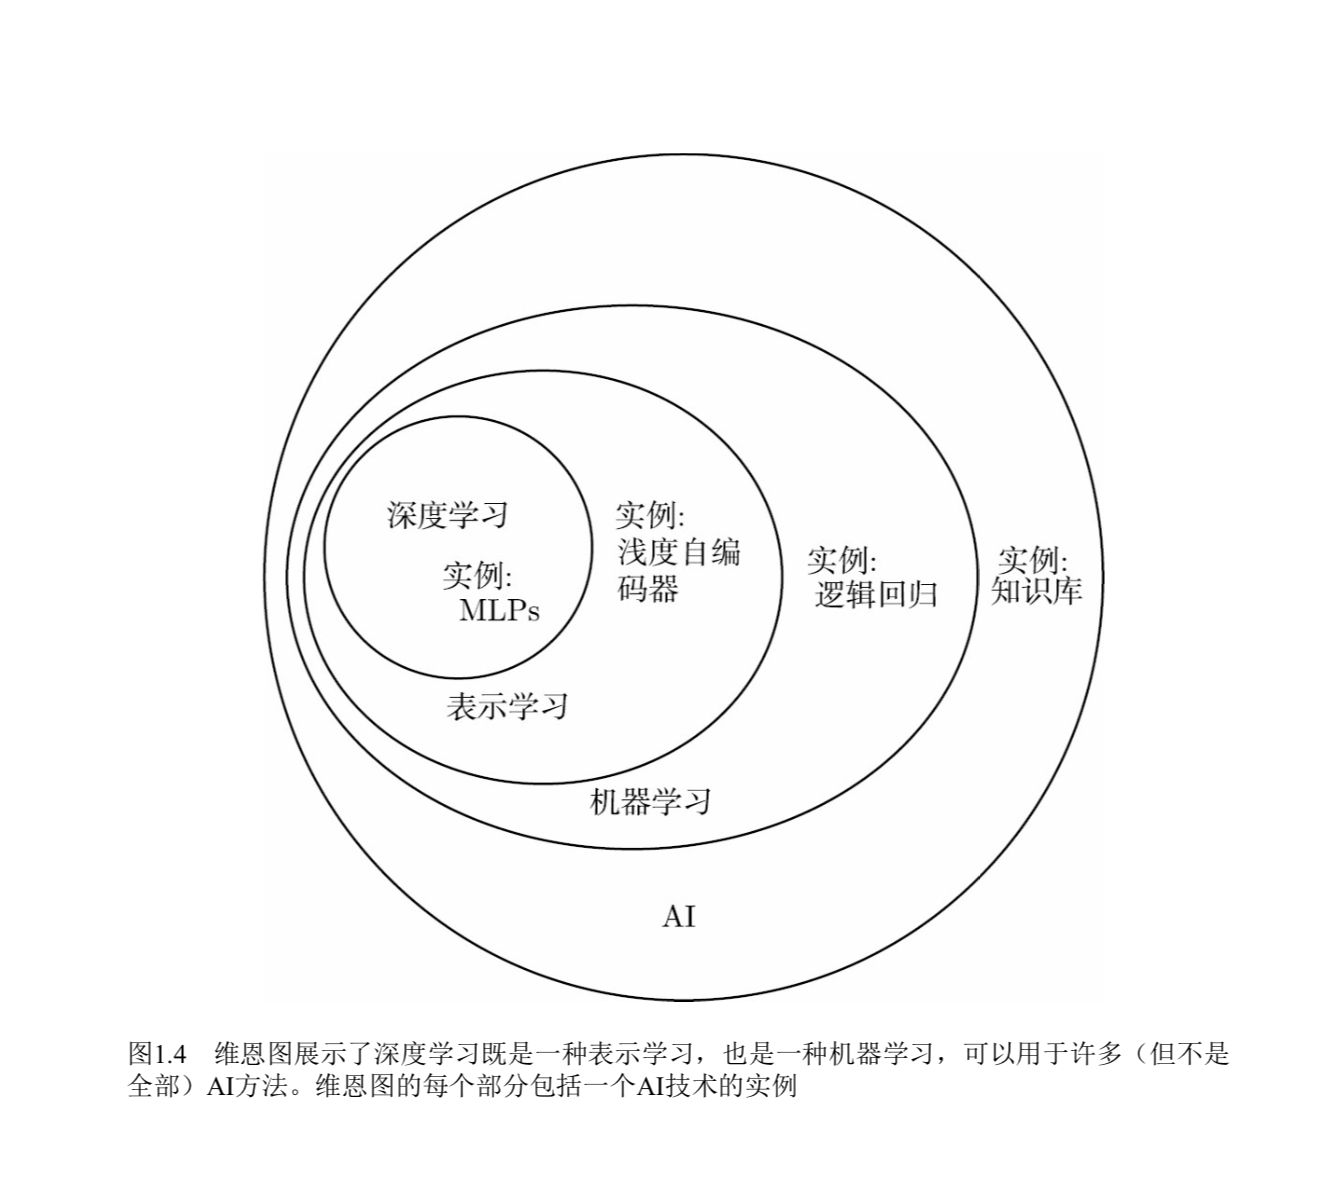 深度学习
实例:
MLPs
实例:
浅度自编
码器
实例:
逻辑回归
实例:
知识库
表示学习
机器学习
AI
图1.4　维恩图展示了深度学习既是一种表示学习，也是一种机器学习，可以用于许多（但不是
全部）AI方法。维恩图的每个部分包括一个AI技术的实例